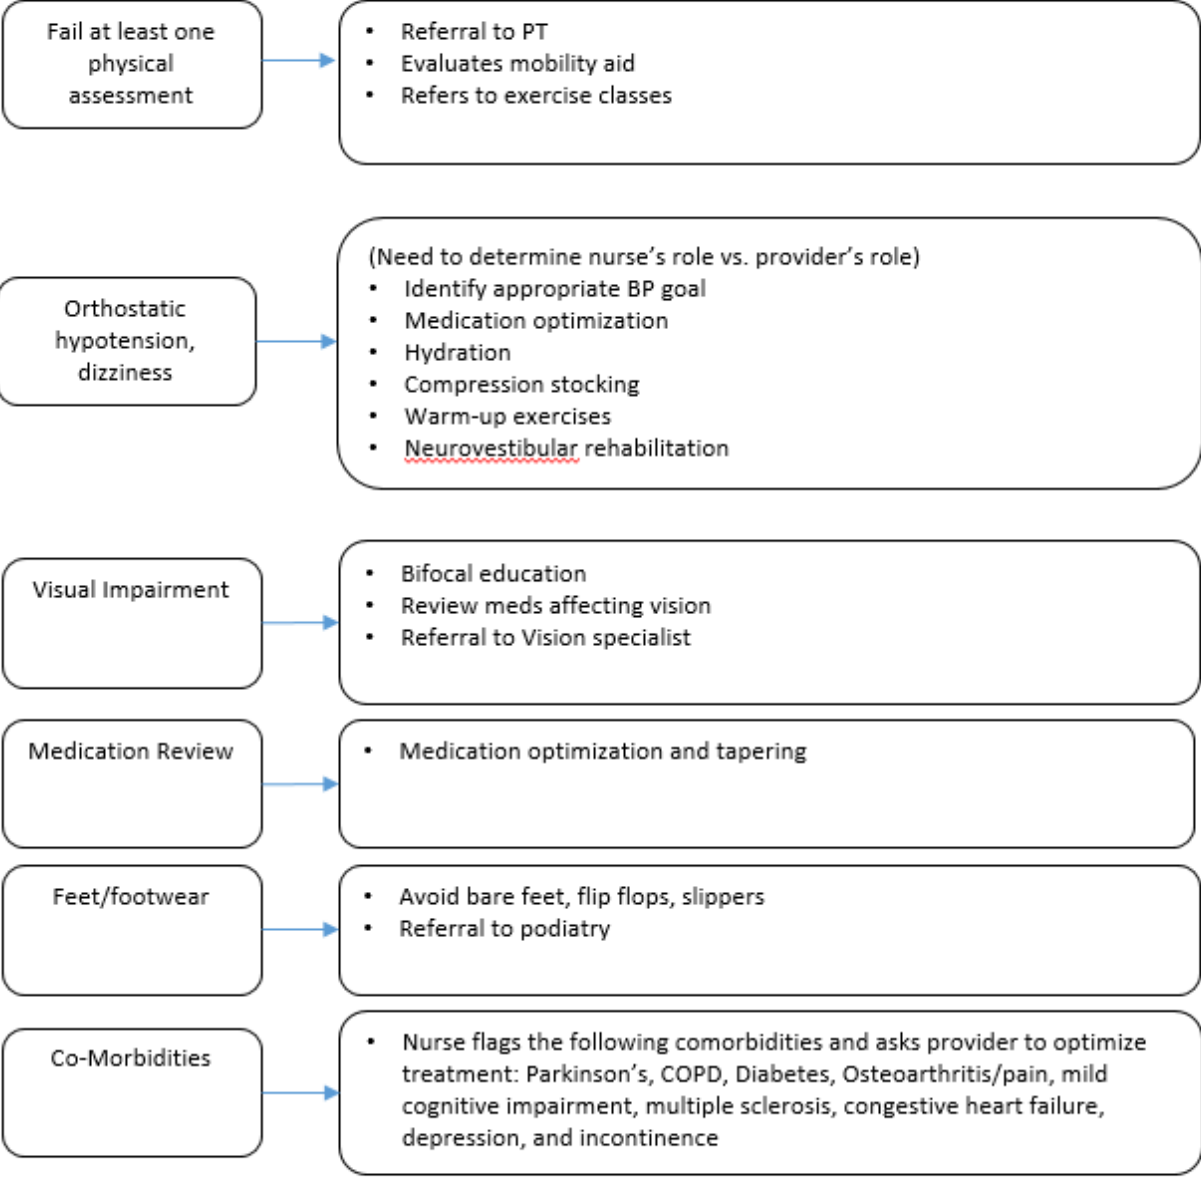 Fail at least one
physical
assessment
• Referral to PT
• Evaluates mobility aid
• Refers to exercise classes
Orthostatic
hypotension,
dizziness
(Need to determine nurse’s role vs. provider’s role)
• Identify appropriate BP goal
• Medication optimization
• Hydration
• Compression stocking
• Warm-up exercises
• Neurovestibular rehabilitation
Visual Impairment
• Bifocal education
• Review meds affecting vision
• Referral to Vision specialist
Medication Review
• Medication optimization and tapering
Feet/footwear
• Avoid bare feet, flip flops, slippers
• Referral to podiatry
Co-Morbidities
• Nurse flags the following comorbidities and asks provider to optimize
treatment: Parkinson’s, COPD, Diabetes, Osteoarthritis/pain, mild
cognitive impairment, multiple sclerosis, congestive heart failure,
depression, and incontinence